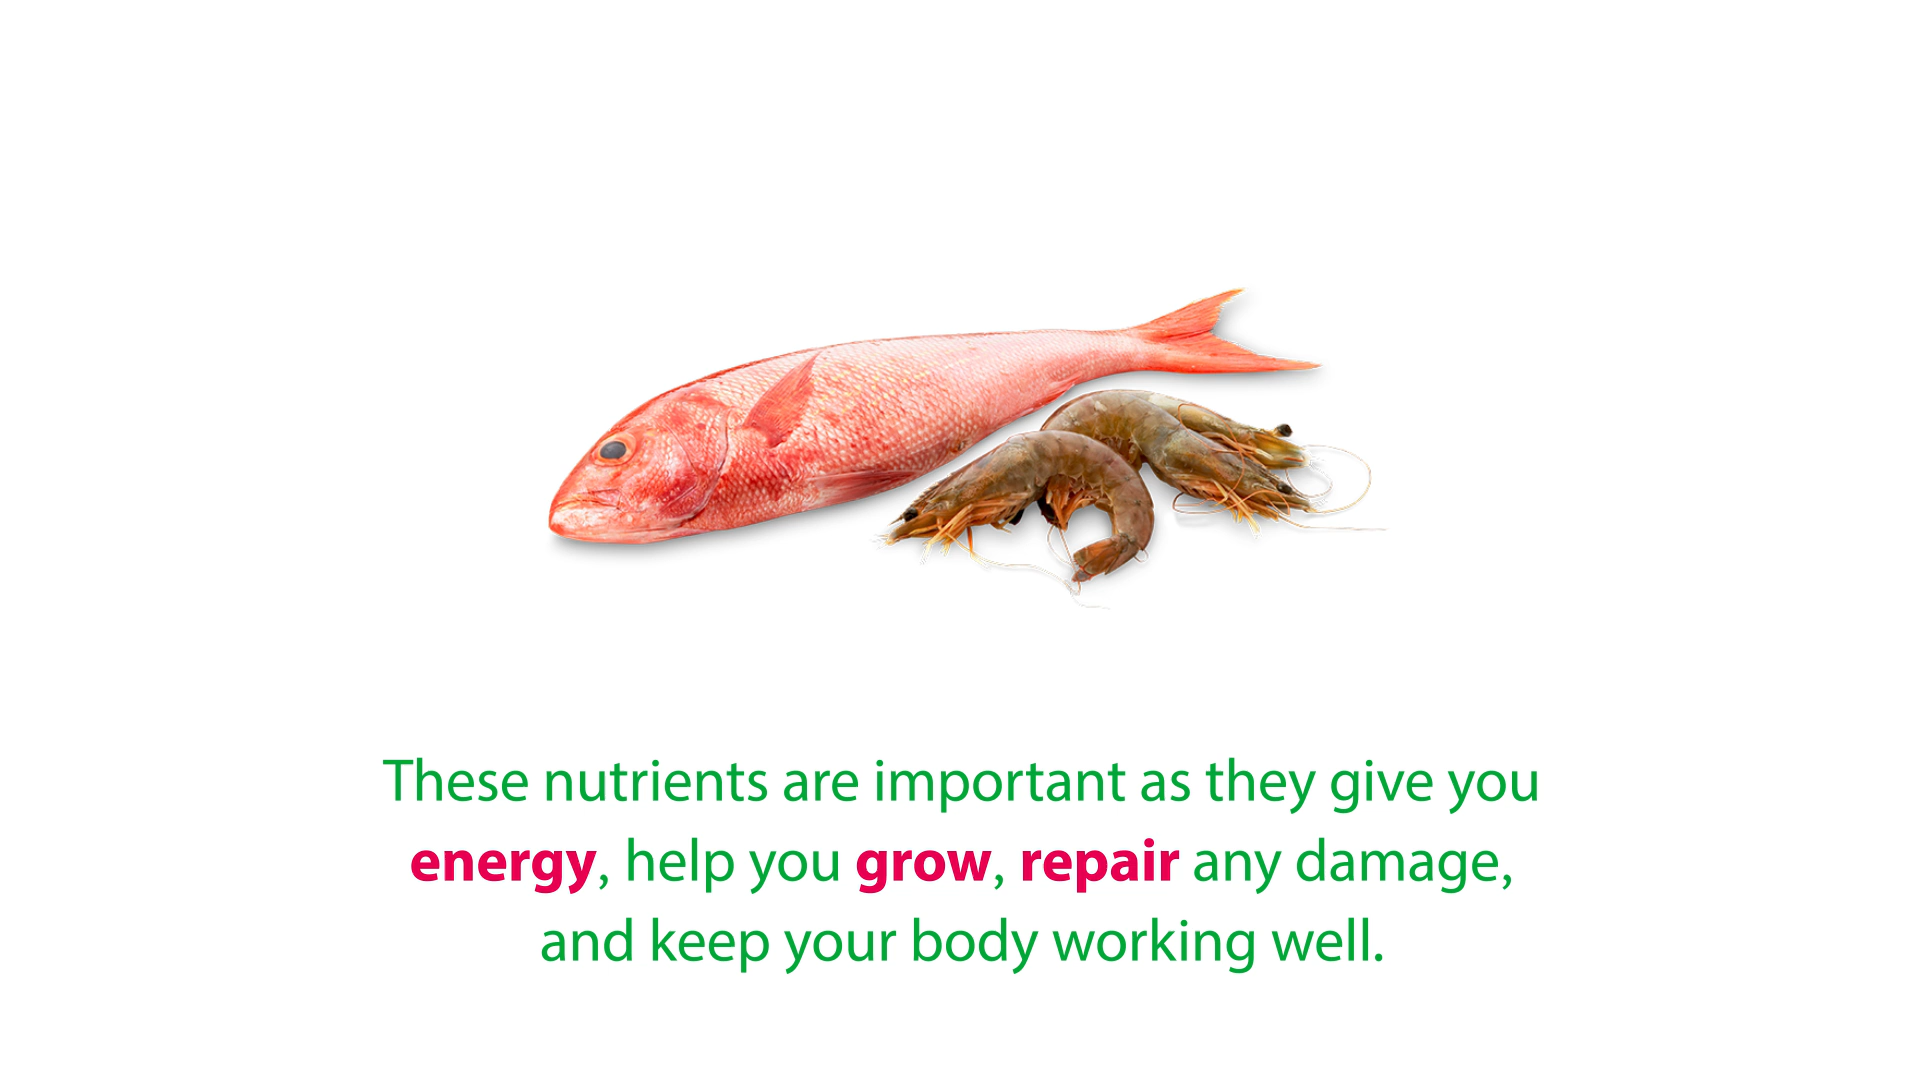 These nutrients are important as they give you
energy, help you grow, repair any damage,
and keep your body working well.